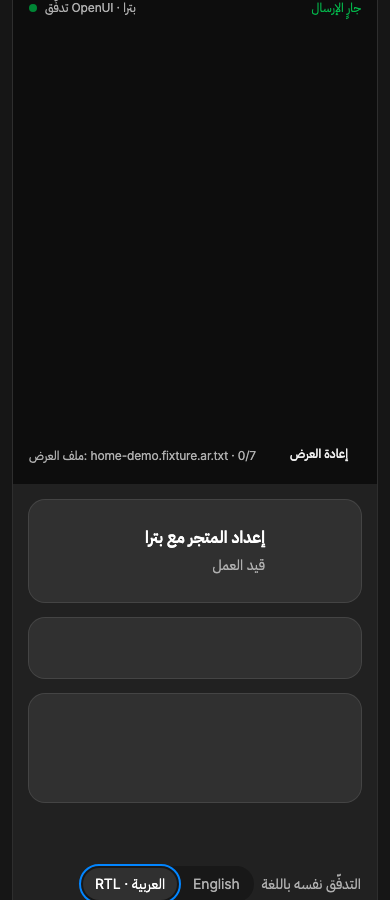 تدفّق OpenUI · بترا
جارٍ الإرسال
ملف العرض: home-demo.fixture.ar.txt · 0/7
إعادة العرض
إعداد المتجر مع بترا
قيد العمل
التدفّق نفسه باللغة
English
العربية · RTL